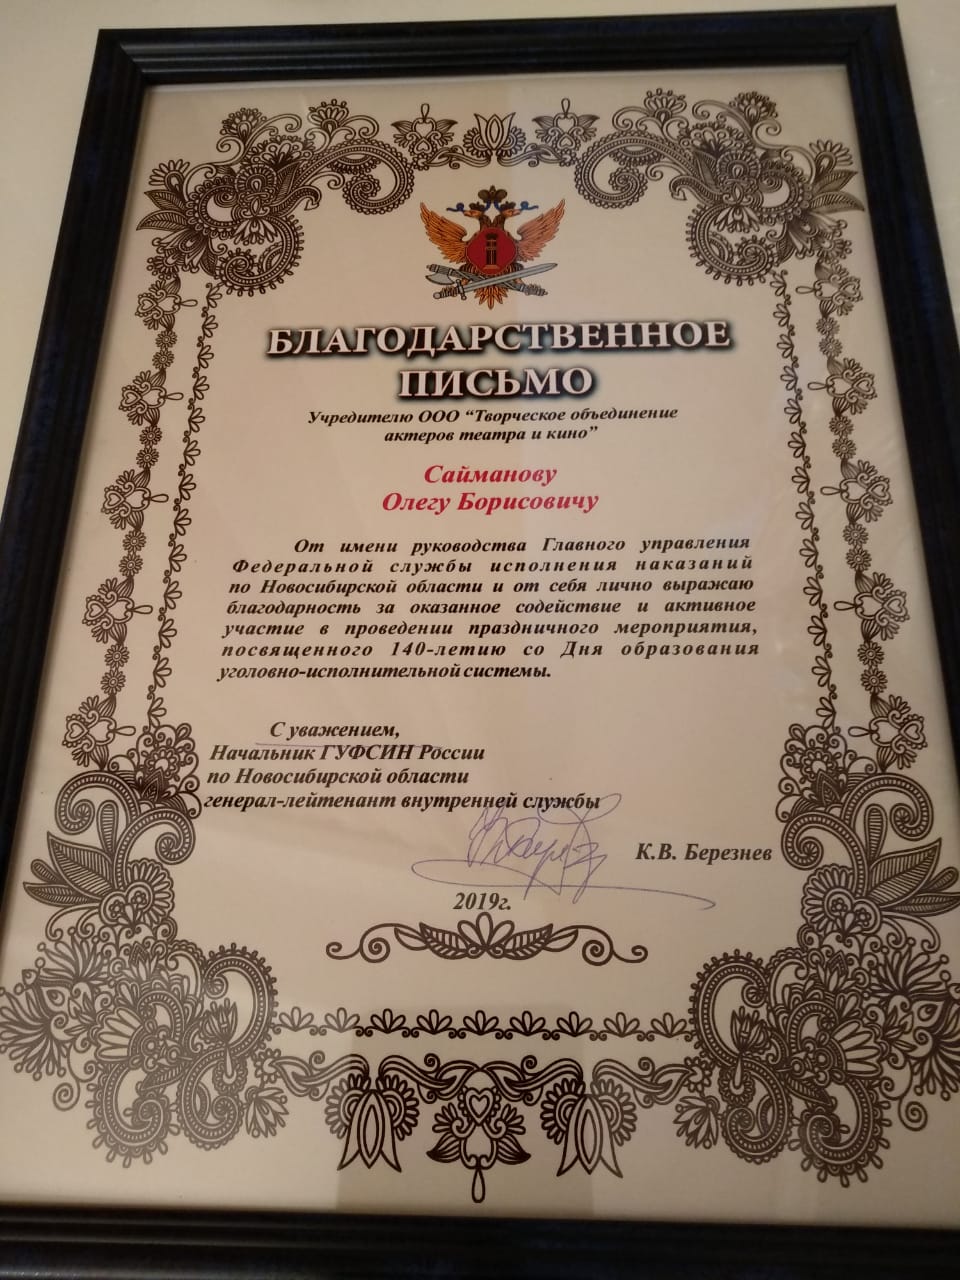 БЛАГОДАРСТВЕННОЕ
ПИСЬМО
Учредителю ООО “Творческое объединение
актеров театра и кино”
Сайманову
Олегу Борисовичу
От имени руководства Главного управления
Федеральной службы исполнения наказаний
по Новосибирской области и от себя лично выражаю
благодарность за оказанное содействие и активное
участие в проведении праздничного мероприятия,
посвященного 140-летию со Дня образования
уголовно-исполнительной системы.
С уважением,
Начальник ГУФСИН России
по Новосибирской области
генерал-лейтенант внутренней службы
К.В. Березнев
2019г.